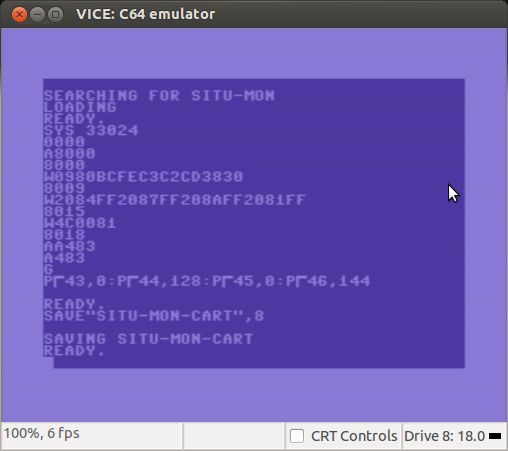 VICE: C64 emulator
SEARCHING FOR SITU-MON
LOADING
READY.
SYS 33024
0000
A8000
8000
W0980BCFEC3C2CD3830
8009
W2084FF2087FF208AFF2081FF
8015
W4C0081
8018
AA483
A483
G
P┌43,0:P┌44,128:P┌45,0:P┌46,144
READY.
SAVE"SITU-MON-CART",8
SAVING SITU-MON-CART
READY.
100%, 6 fps
CRT Controls
Drive 8: 18.0